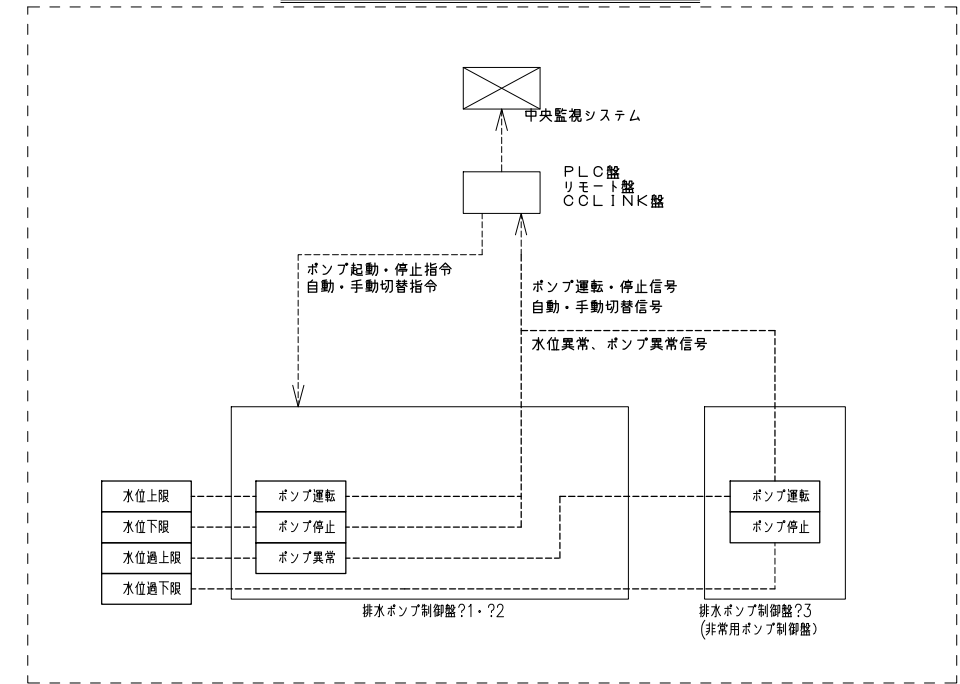 中央監視システム
PLC盤
リモート盤
CCLINK盤
ポンプ起動・停止指令
自動・手動切替指令
ポンプ運転・停止信号
自動・手動切替信号
水位異常、ポンプ異常信号
水位上限
ポンプ運転
ポンプ運転
水位下限
ポンプ停止
ポンプ停止
水位過上限
ポンプ異常
水位過下限
排水ポンプ制御盤?1・?2
排水ポンプ制御盤?3
(非常用ポンプ制御盤)